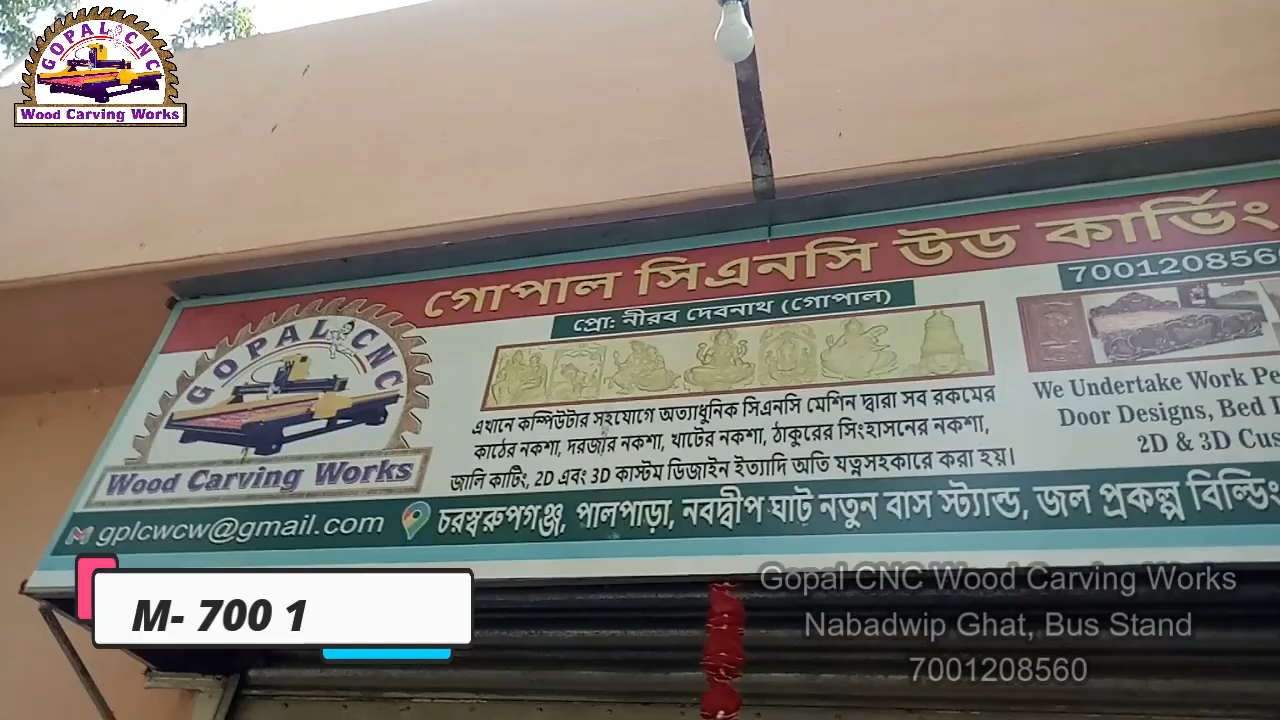 GOPAL CNC
Wood Carving Works
গোপাল সিএনসি উড কার্ভিং
প্রো: নীরব দেবনাথ (গোপাল)
700120856
GOPAL CNC
Wood Carving Works
এখানে কম্পিউটার সহযোগে অত্যাধুনিক সিএনসি মেশিন দ্বারা সব রকমের
কাঠের নকশা, দরজার নকশা, খাটের নকশা, ঠাকুরের সিংহাসনের নকশা,
জালি কাটিং, 2D এবং 3D কাস্টম ডিজাইন ইত্যাদি অতি যত্নসহকারে করা হয়।
We Undertake Work Pe
Door Designs, Bed
2D & 3D Cus
gplcwcw@gmail.com
চরস্বরুপগঞ্জ, পালপাড়া, নবদ্বীপ ঘাট নতুন বাস স্ট্যান্ড, জল প্রকল্প বিল্ডিং
M- 700 1
Gopal CNC Wood Carving Works
Nabadwip Ghat, Bus Stand
7001208560